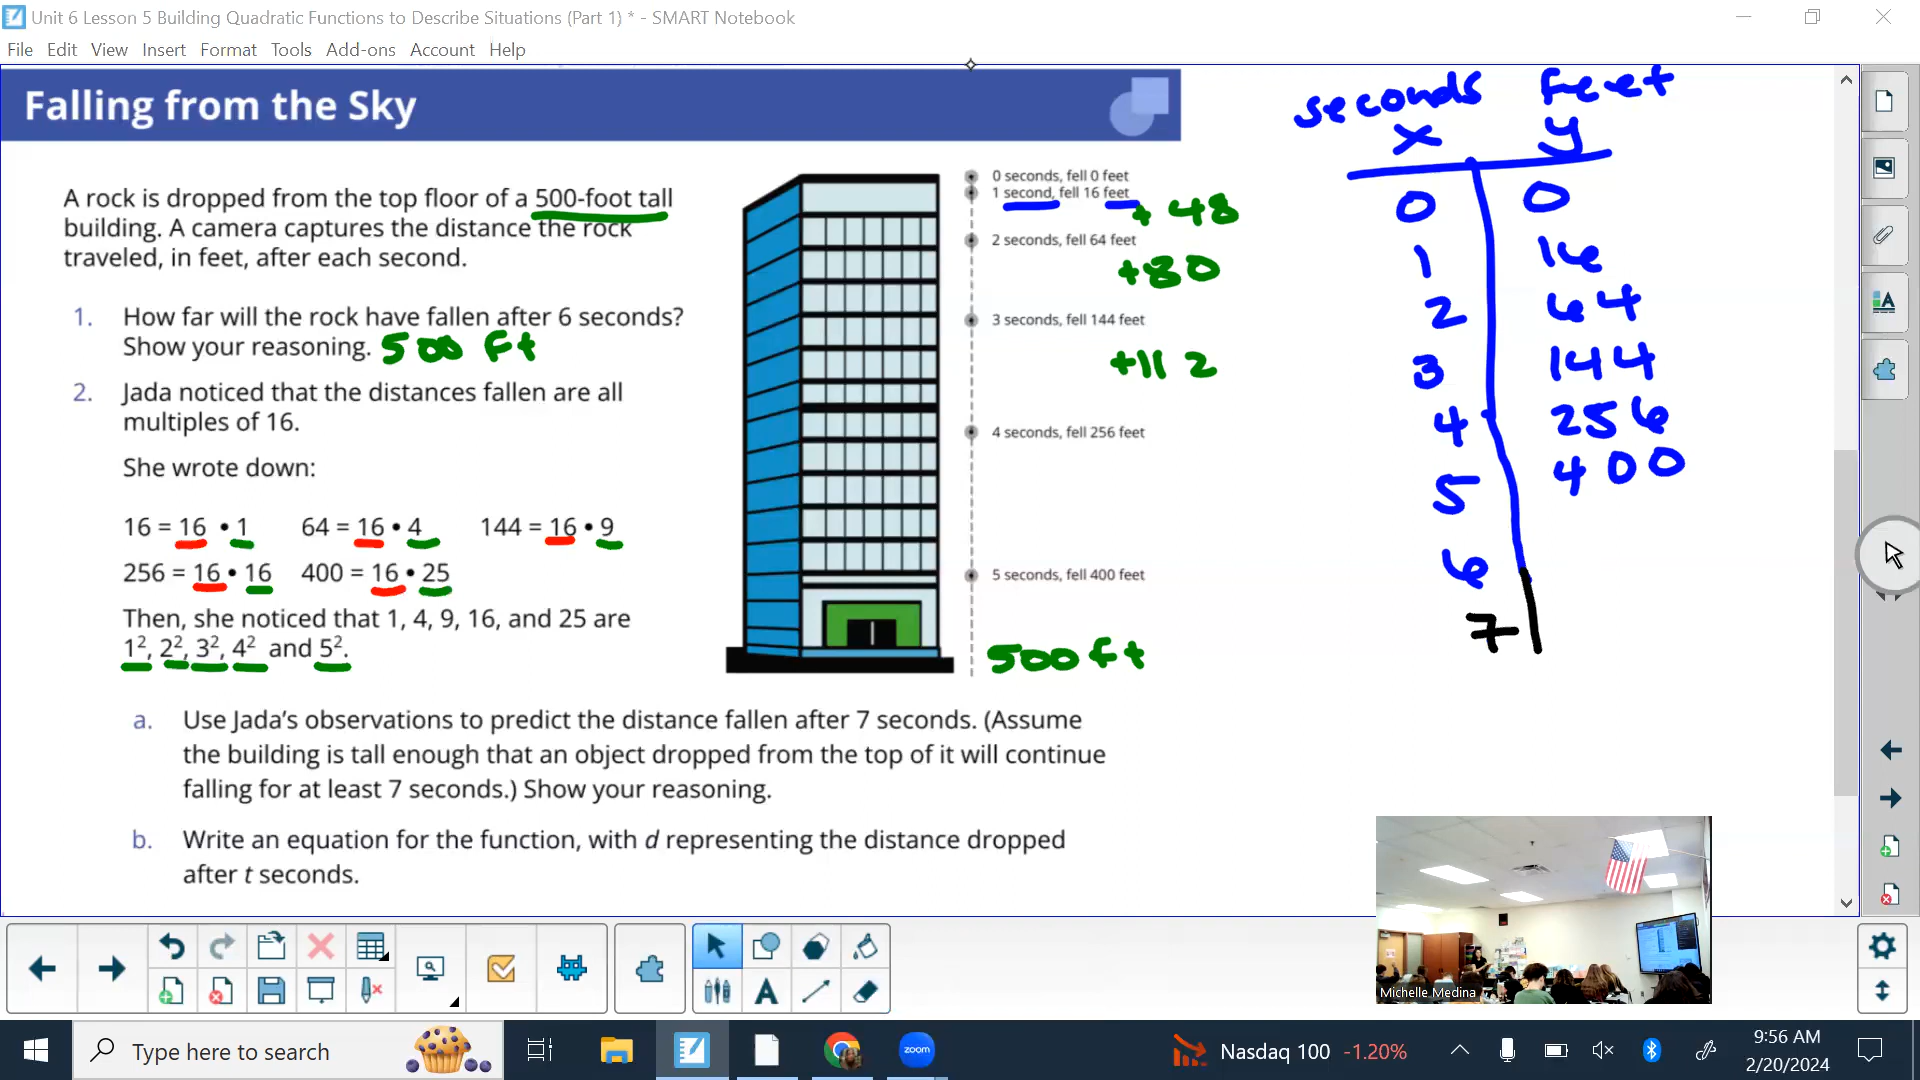 Unit 6 Lesson 5 Building Quadratic Functions to Describe Situations (Part 1) * - SMART Notebook
File Edit View Insert Format Tools Add-ons Account Help
Falling from the Sky
A rock is dropped from the top floor of a 500-foot tall
building. A camera captures the distance the rock
traveled, in feet, after each second.
1. How far will the rock have fallen after 6 seconds?
Show your reasoning. 500 ft
2. Jada noticed that the distances fallen are all
multiples of 16.
She wrote down:
16 = 16 • 1 64 = 16 • 4 144 = 16 • 9
256 = 16 • 16 400 = 16 • 25
Then, she noticed that 1, 4, 9, 16, and 25 are
1², 2², 3², 4² and 5².
0 seconds, fell 0 feet
1 second, fell 16 feet
+ 48
2 seconds, fell 64 feet
+80
3 seconds, fell 144 feet
+112
4 seconds, fell 256 feet
5 seconds, fell 400 feet
500 ft
a. Use Jada's observations to predict the distance fallen after 7 seconds. (Assume
the building is tall enough that an object dropped from the top of it will continue
falling for at least 7 seconds.) Show your reasoning.
b. Write an equation for the function, with d representing the distance dropped
after t seconds.
seconds feet
x y
0 0
1 16
2 64
3 144
4 256
5 400
6
7
Michelle Medina
Type here to search
zoom
Nasdaq 100 -1.20%
9:56 AM
2/20/2024